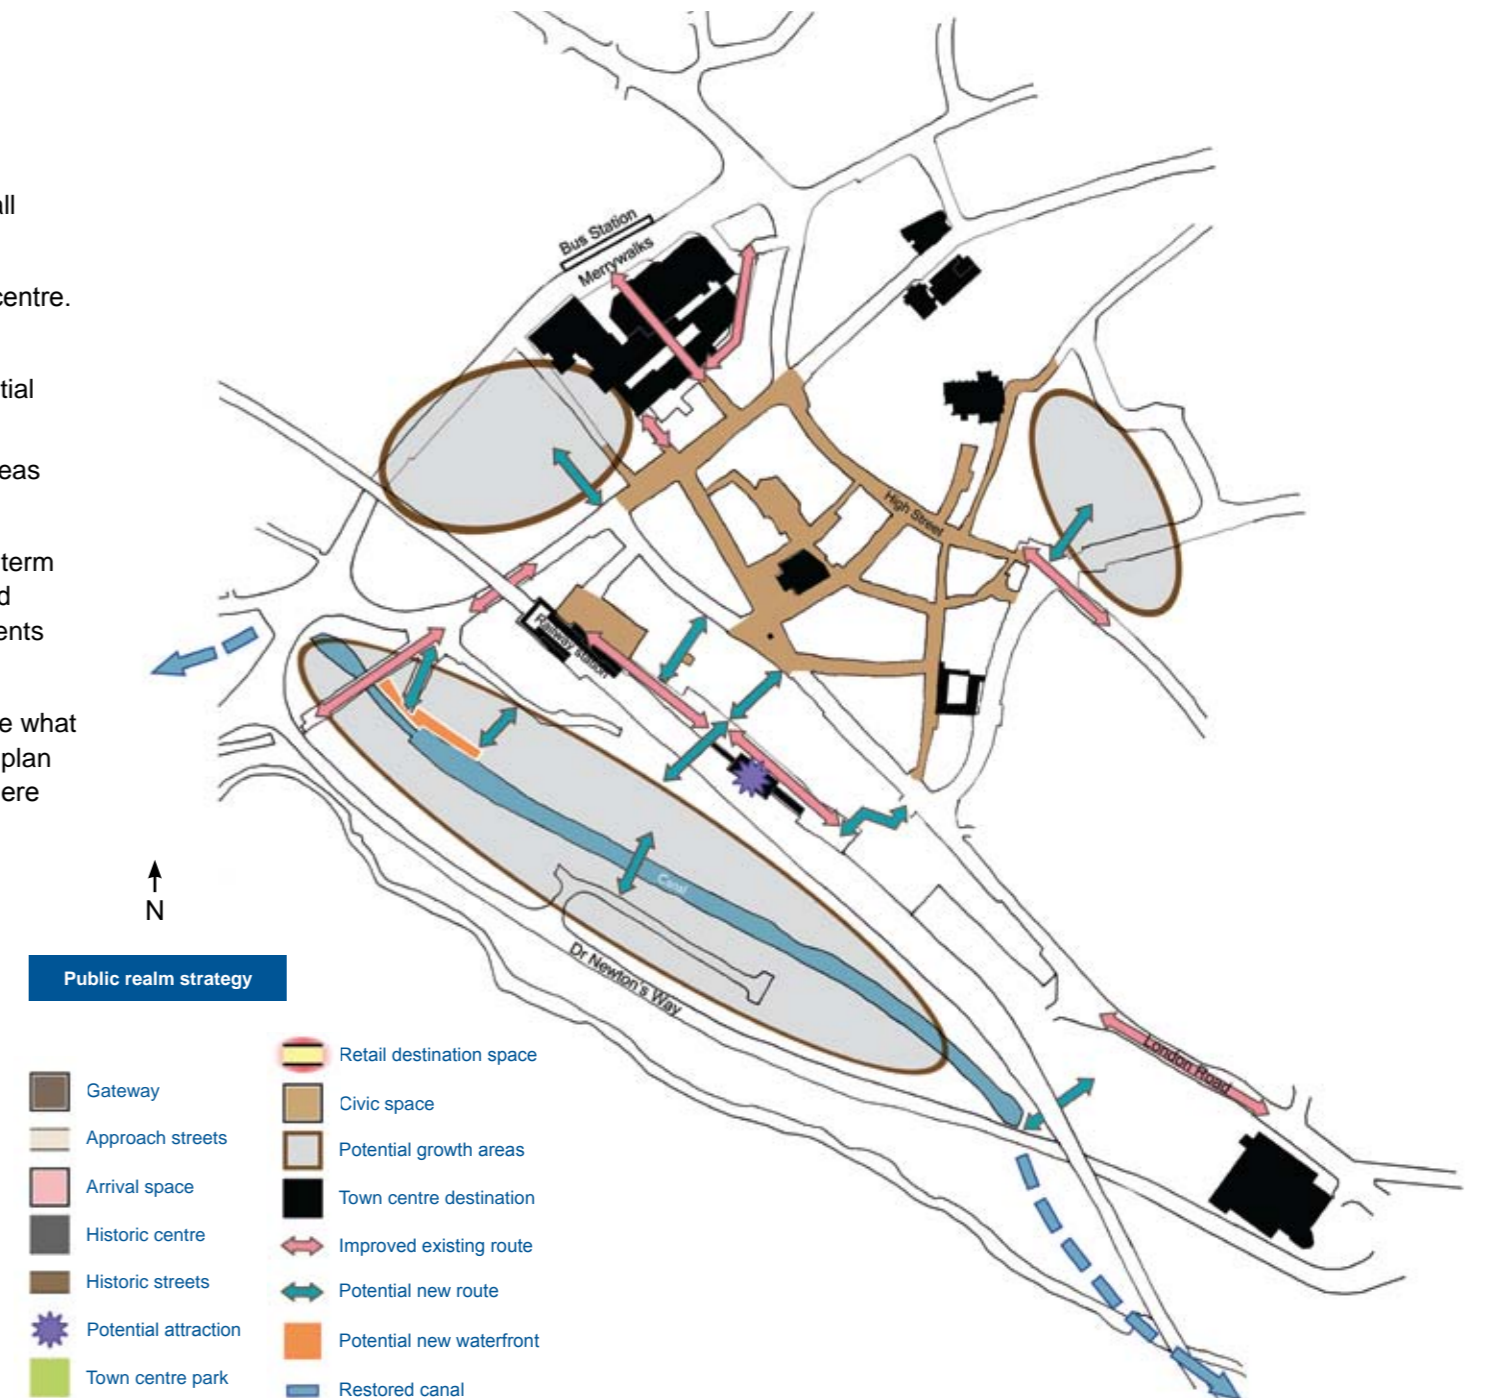 all
centre.
tial
eas
term
d
ents
e what
plan
ere
Bus Station
Merrywalks
High Street
Railway station
Canal
Dr Newton's Way
London Road
N
Public realm strategy
Gateway
Approach streets
Arrival space
Historic centre
Historic streets
Potential attraction
Town centre park
Retail destination space
Civic space
Potential growth areas
Town centre destination
Improved existing route
Potential new route
Potential new waterfront
Restored canal